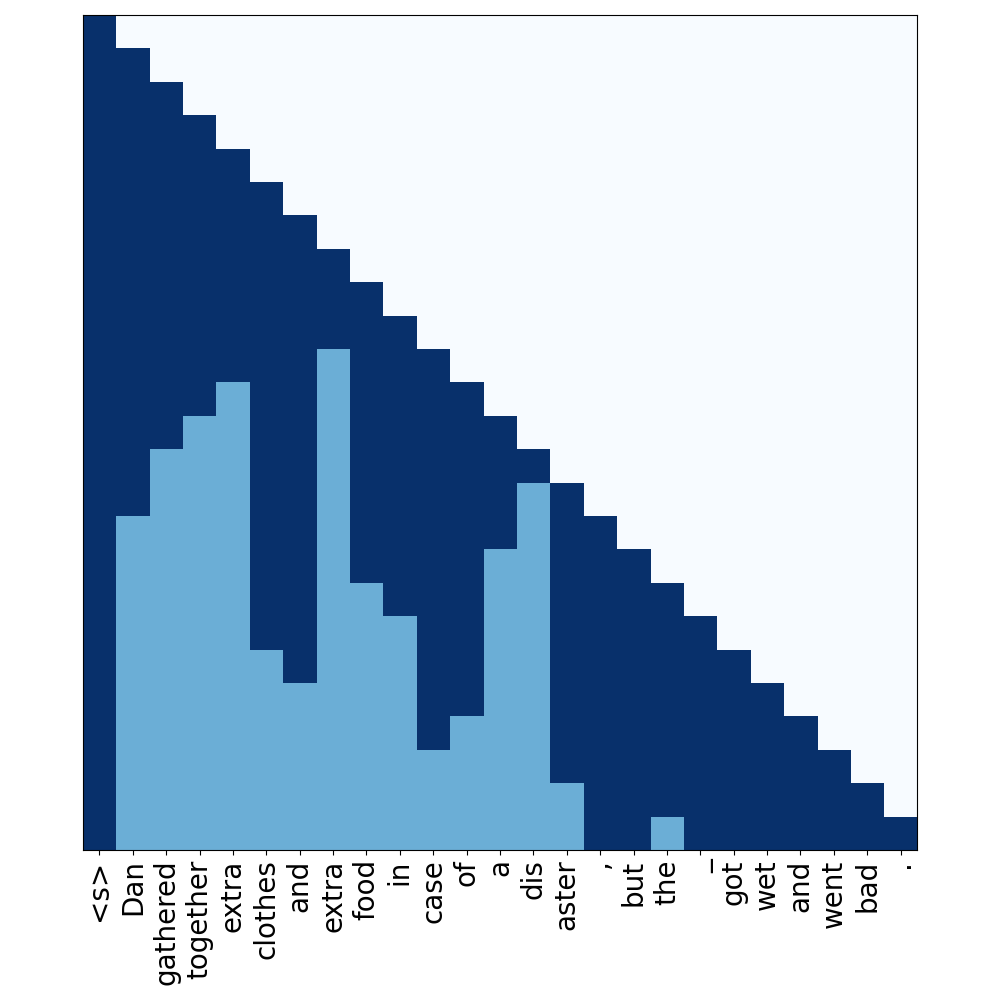 <s>
Dan
gathered
together
extra
clothes
and
extra
food
in
case
of
a
dis
aster
,
but
the
_
got
wet
and
went
bad
.